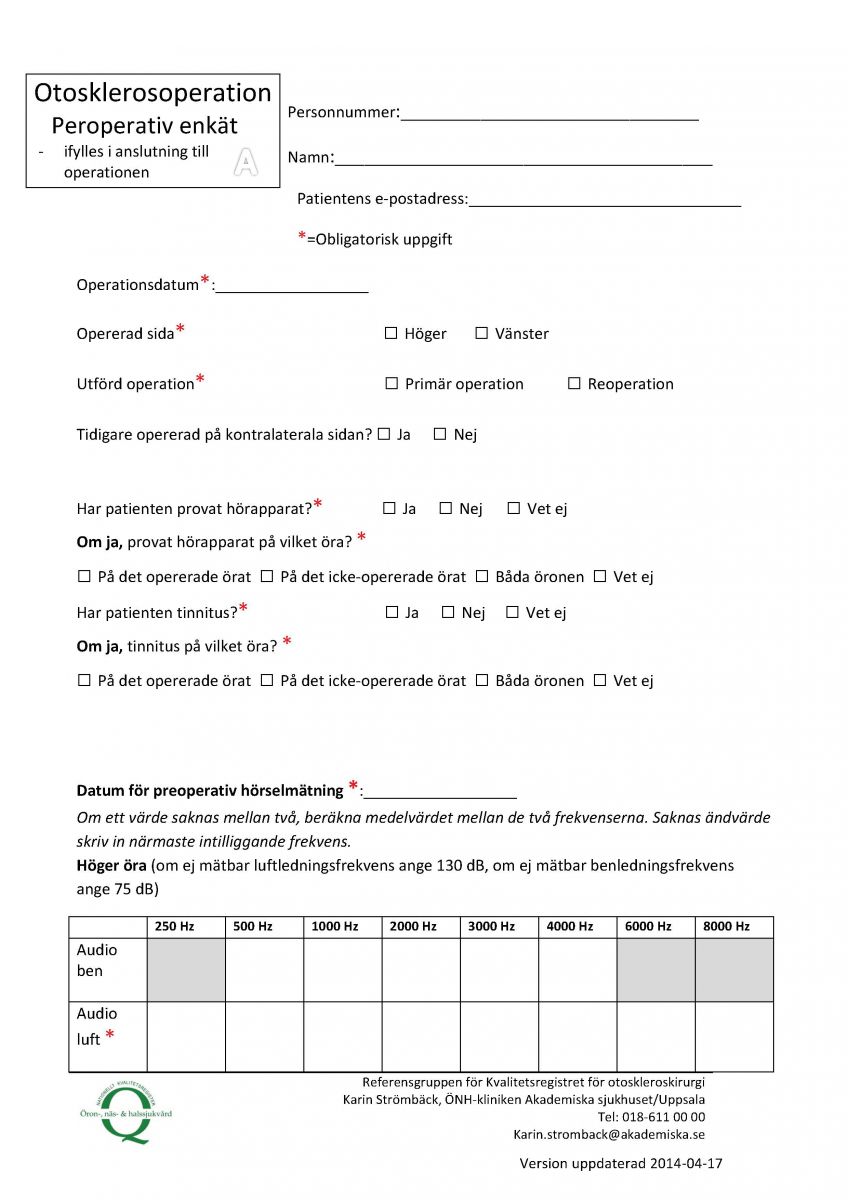 Otosklerosoperation
Peroperativ enkät
- ifylles i anslutning till
operationen
A
Personnummer:
Namn:
Patientens e-postadress:
*=Obligatorisk uppgift
Operationsdatum*:
Opererad sida* ☐ Höger ☐ Vänster
Utförd operation* ☐ Primär operation ☐ Reoperation
Tidigare opererad på kontralaterala sidan? ☐ Ja ☐ Nej
Har patienten provat hörapparat?* ☐ Ja ☐ Nej ☐ Vet ej
Om ja, provat hörapparat på vilket öra? *
☐ På det opererade örat ☐ På det icke-opererade örat ☐ Båda öronen ☐ Vet ej
Har patienten tinnitus?* ☐ Ja ☐ Nej ☐ Vet ej
Om ja, tinnitus på vilket öra? *
☐ På det opererade örat ☐ På det icke-opererade örat ☐ Båda öronen ☐ Vet ej
Datum för preoperativ hörselmätning *:
Om ett värde saknas mellan två, beräkna medelvärdet mellan de två frekvenserna. Saknas ändvärde
skriv in närmaste intilliggande frekvens.
Höger öra (om ej mätbar luftledningsfrekvens ange 130 dB, om ej mätbar benledningsfrekvens
ange 75 dB)
250 Hz 500 Hz 1000 Hz 2000 Hz 3000 Hz 4000 Hz 6000 Hz 8000 Hz
Audio
ben
Audio
luft *
NATIONELLT KVALITETSREGISTER
Öron-, näs- & halssjukvård
Referensgruppen för Kvalitetsregistret för otoskleroskirurgi
Karin Strömbäck, ÖNH-kliniken Akademiska sjukhuset/Uppsala
Tel: 018-611 00 00
Karin.stromback@akademiska.se
Version uppdaterad 2014-04-17